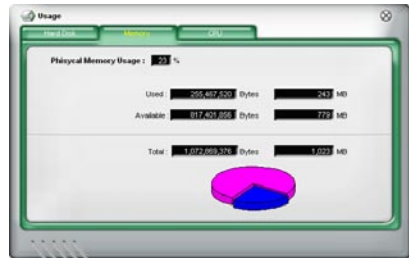 Usage
Hard Disk Memory CPU
Phisycal Memory Usage : 23 %
Used : 255,467,520 Bytes 243 MB
Available : 817,401,856 Bytes 779 MB
Total : 1,072,869,376 Bytes 1,023 MB